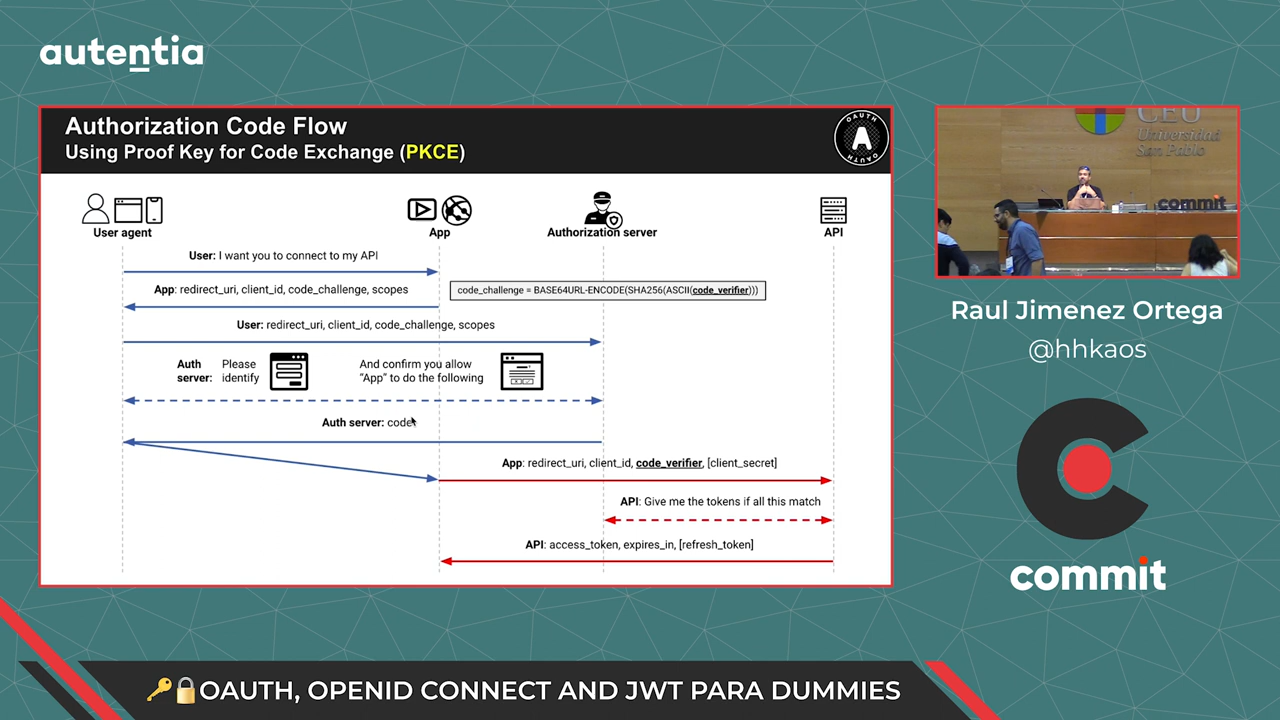 autentia
Authorization Code Flow
Using Proof Key for Code Exchange (PKCE)
OAUTH
A
OAUTH
User agent
App
Authorization server
API
User: I want you to connect to my API
App: redirect_uri, client_id, code_challenge, scopes
code_challenge = BASE64URL-ENCODE(SHA256(ASCII(code_verifier)))
User: redirect_uri, client_id, code_challenge, scopes
Auth server: Please identify
And confirm you allow
“App” to do the following
Auth server: code
App: redirect_uri, client_id, code_verifier, [client_secret]
API: Give me the tokens if all this match
API: access_token, expires_in, [refresh_token]
CEU
Universidad
San Pablo
commit
Raul Jimenez Ortega
@hhkaos
commit
OAUTH, OPENID CONNECT AND JWT PARA DUMMIES